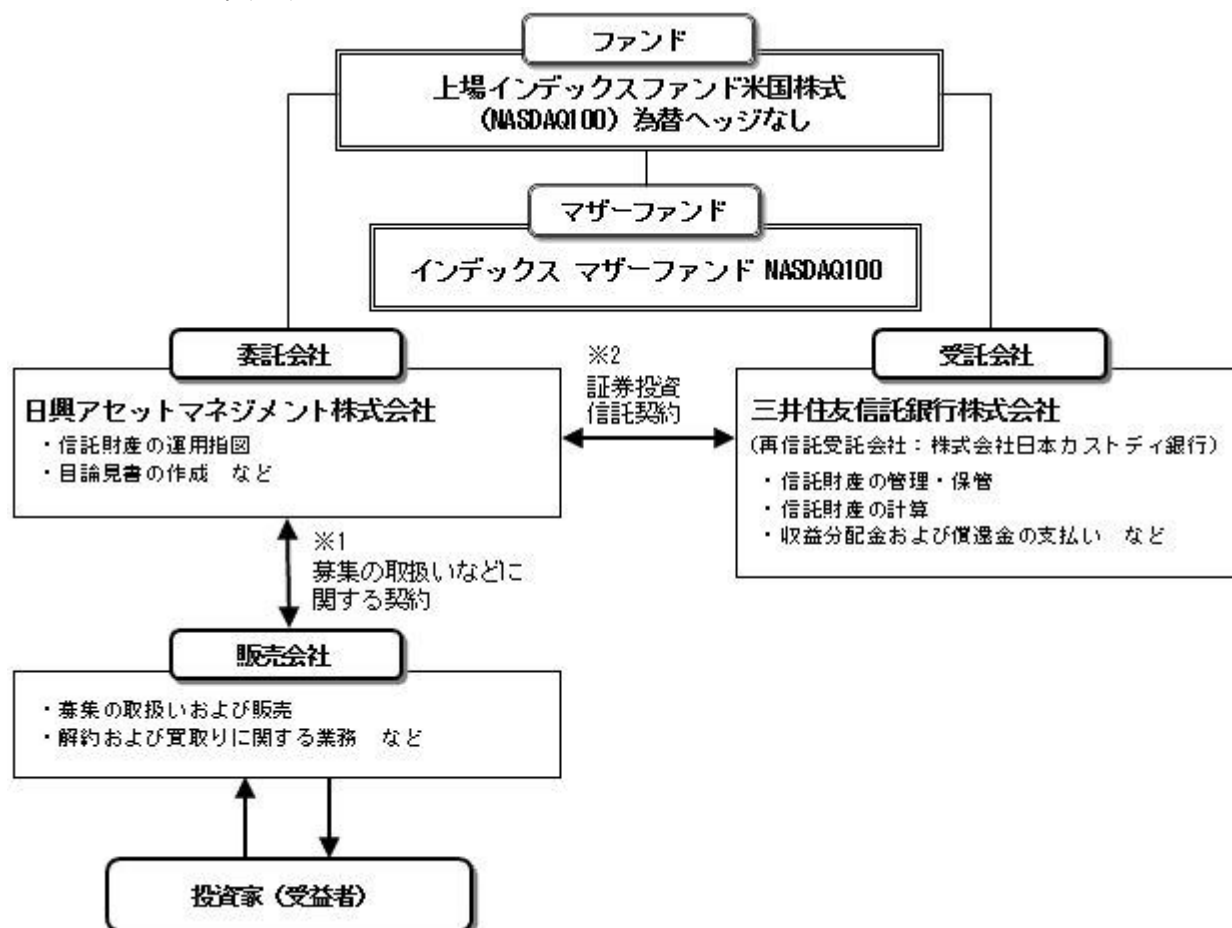 ファンド
上場インデックスファンド米国株式
(NASDAQ100)為替ヘッジなし
マザーファンド
インデックス マザーファンド NASDAQ100
委託会社
日興アセットマネジメント株式会社
・信託財産の運用指図
・目論見書の作成 など
※2
証券投資
信託契約
受託会社
三井住友信託銀行株式会社
(再信託受託会社:株式会社日本カストディ銀行)
・信託財産の管理・保管
・信託財産の計算
・収益分配金および償還金の支払い など
※1
募集の取扱いなどに
関する契約
販売会社
・募集の取扱いおよび販売
・解約および買取りに関する業務 など
投資家(受益者)